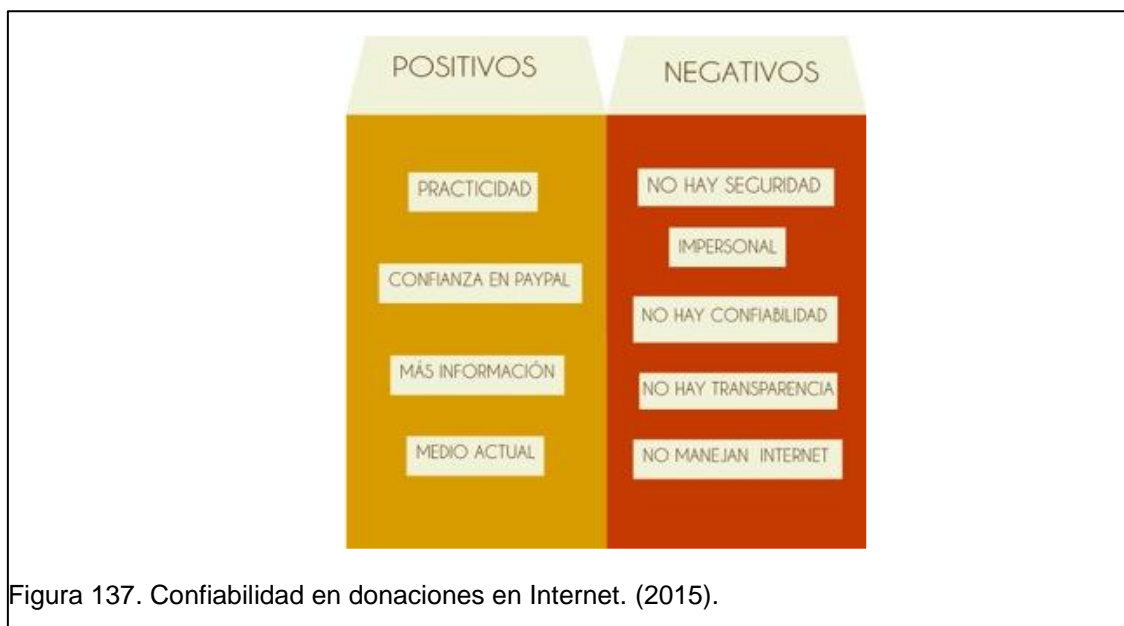 POSITIVOS
PRACTICIDAD
CONFIANZA EN PAYPAL
MÁS INFORMACIÓN
MEDIO ACTUAL
NEGATIVOS
NO HAY SEGURIDAD
IMPERSONAL
NO HAY CONFIABILIDAD
NO HAY TRANSPARENCIA
NO MANEJAN INTERNET
Figura 137. Confiabilidad en donaciones en Internet. (2015).